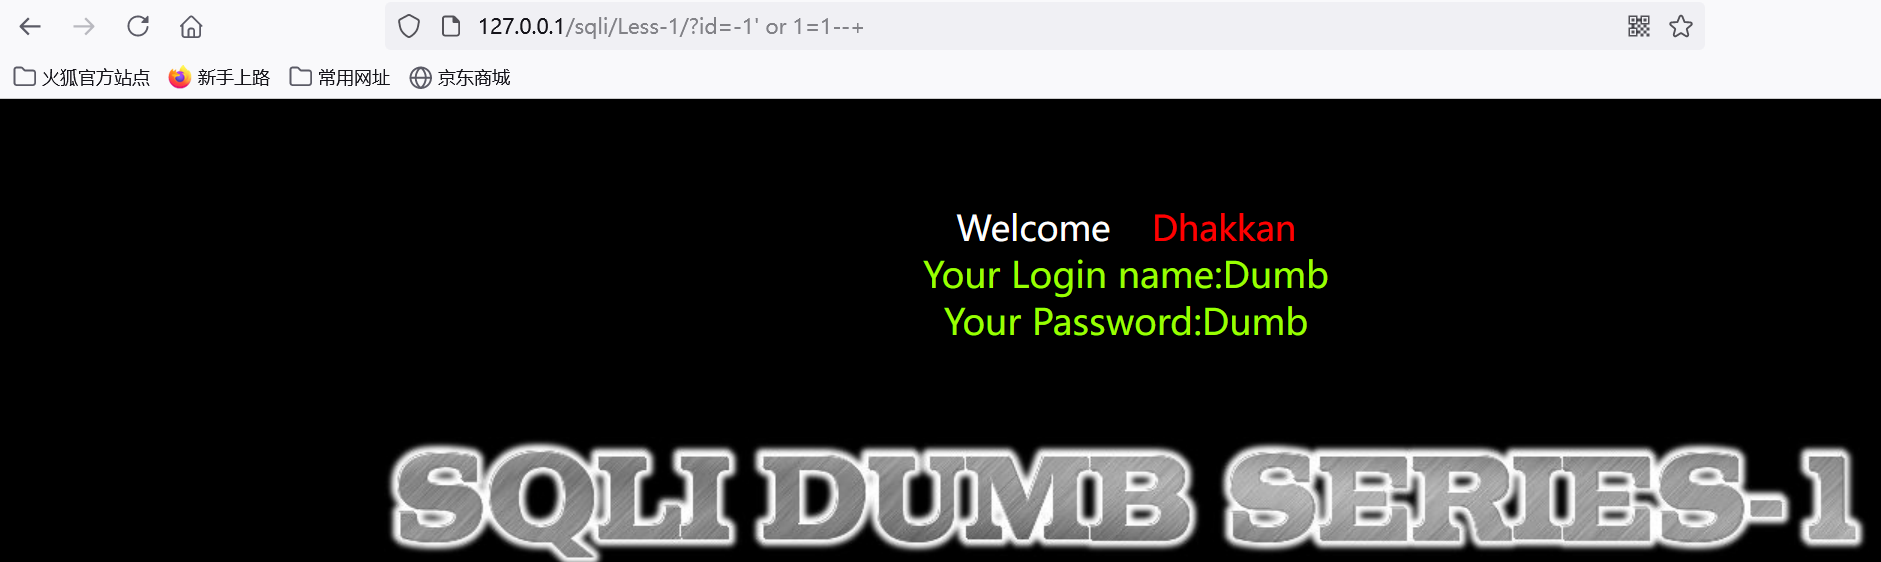 127.0.0.1/sqli/Less-1/?id=-1' or 1=1--+
火狐官方站点 新手上路 常用网址 京东商城
Welcome Dhakkan
Your Login name:Dumb
Your Password:Dumb
SQLI DUMB SERIES-1